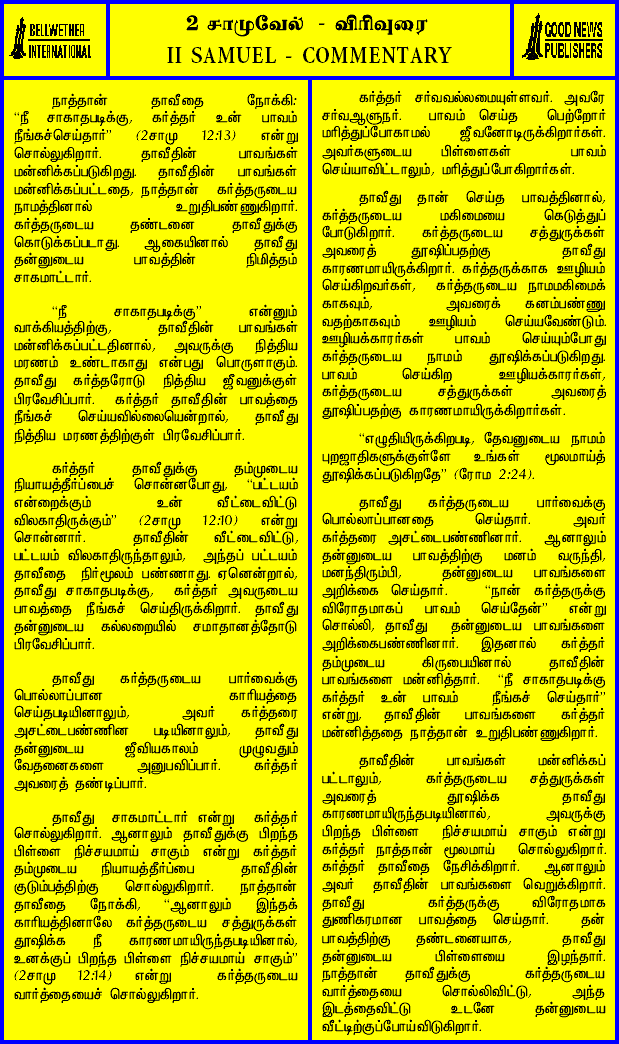 BELLWETHER
INTERNATIONAL
2 சாமுவேல் - விரிவுரை
II SAMUEL - COMMENTARY
GOOD NEWS
PUBLISHERS
நாத்தான் தாவீதை நோக்கி:
“நீ சாகாதபடிக்கு, கர்த்தர் உன் பாவம்
நீங்கச்செய்தார்” (2சாமு 12:13) என்று
சொல்லுகிறார். தாவீதின் பாவங்கள்
மன்னிக்கப்படுகிறது. தாவீதின் பாவங்கள்
மன்னிக்கப்பட்டதை, நாத்தான் கர்த்தருடைய
நாமத்தினால் உறுதிபண்ணுகிறார்.
கர்த்தருடைய தண்டனை தாவீதுக்கு
கொடுக்கப்படாது. ஆகையினால் தாவீது
தன்னுடைய பாவத்தின் நிமித்தம்
சாகமாட்டார்.
“நீ சாகாதபடிக்கு” என்னும்
வாக்கியத்திற்கு, தாவீதின் பாவங்கள்
மன்னிக்கப்பட்டதினால், அவருக்கு நித்திய
மரணம் உண்டாகாது என்பது பொருளாகும்.
தாவீது கர்த்தரோடு நித்திய ஜீவனுக்குள்
பிரவேசிப்பார். கர்த்தர் தாவீதின் பாவத்தை
நீங்கச் செய்யவில்லையென்றால், தாவீது
நித்திய மரணத்திற்குள் பிரவேசிப்பார்.
கர்த்தர் தாவீதுக்கு தம்முடைய
நியாயத்தீர்ப்பைச் சொன்னபோது, “பட்டயம்
என்றைக்கும் உன் வீட்டைவிட்டு
விலகாதிருக்கும்” (2சாமு 12:10) என்று
சொன்னார். தாவீதின் வீட்டைவிட்டு,
பட்டயம் விலகாதிருந்தாலும், அந்தப் பட்டயம்
தாவீதை நிர்மூலம் பண்ணாது. ஏனென்றால்,
தாவீது சாகாதபடிக்கு, கர்த்தர் அவருடைய
பாவத்தை நீங்கச் செய்திருக்கிறார். தாவீது
தன்னுடைய கல்லறையில் சமாதானத்தோடு
பிரவேசிப்பார்.
தாவீது கர்த்தருடைய பார்வைக்கு
பொல்லாப்பான காரியத்தை
செய்தபடியினாலும், அவர் கர்த்தரை
அசட்டைபண்ணின படியினாலும், தாவீது
தன்னுடைய ஜீவியகாலம் முழுவதும்
வேதனைகளை அனுபவிப்பார். கர்த்தர்
அவரைத் தண்டிப்பார்.
தாவீது சாகமாட்டார் என்று கர்த்தர்
சொல்லுகிறார். ஆனாலும் தாவீதுக்கு பிறந்த
பிள்ளை நிச்சயமாய் சாகும் என்று கர்த்தர்
தம்முடைய நியாயத்தீர்ப்பை தாவீதின்
குடும்பத்திற்கு சொல்லுகிறார். நாத்தான்
தாவீதை நோக்கி, “ஆனாலும் இந்தக்
காரியத்தினாலே கர்த்தருடைய சத்துருக்கள்
தூஷிக்க நீ காரணமாயிருந்தபடியினால்,
உனக்குப் பிறந்த பிள்ளை நிச்சயமாய் சாகும்”
(2சாமு 12:14) என்று கர்த்தருடைய
வார்த்தையைச் சொல்லுகிறார்.
கர்த்தர் சர்வவல்லமையுள்ளவர். அவரே
சர்வஆளுநர். பாவம் செய்த பெற்றோர்
மரித்துப்போகாமல் ஜீவனோடிருக்கிறார்கள்.
அவர்களுடைய பிள்ளைகள் பாவம்
செய்யாவிட்டாலும், மரித்துப்போகிறார்கள்.
தாவீது தான் செய்த பாவத்தினால்,
கர்த்தருடைய மகிமையை கெடுத்துப்
போடுகிறார். கர்த்தருடைய சத்துருக்கள்
அவரைத் தூஷிப்பதற்கு தாவீது
காரணமாயிருக்கிறார். கர்த்தருக்காக ஊழியம்
செய்கிறவர்கள், கர்த்தருடைய நாமமகிமைக்
காகவும், அவரைக் கனம்பண்ணு
வதற்காகவும் ஊழியம் செய்யவேண்டும்.
ஊழியக்காரர்கள் பாவம் செய்யும்போது
கர்த்தருடைய நாமம் தூஷிக்கப்படுகிறது.
பாவம் செய்கிற ஊழியக்காரர்கள்,
கர்த்தருடைய சத்துருக்கள் அவரைத்
தூஷிப்பதற்கு காரணமாயிருக்கிறார்கள்.
“எழுதியிருக்கிறபடி, தேவனுடைய நாமம்
புறஜாதிகளுக்குள்ளே உங்கள் மூலமாய்த்
தூஷிக்கப்படுகிறதே” (ரோம 2:24).
தாவீது கர்த்தருடைய பார்வைக்கு
பொல்லாப்பானதை செய்தார். அவர்
கர்த்தரை அசட்டைபண்ணினார். ஆனாலும்
தன்னுடைய பாவத்திற்கு மனம் வருந்தி,
மனந்திரும்பி, தன்னுடைய பாவங்களை
அறிக்கை செய்தார். “நான் கர்த்தருக்கு
விரோதமாகப் பாவம் செய்தேன்” என்று
சொல்லி, தாவீது தன்னுடைய பாவங்களை
அறிக்கைபண்ணினார். இதனால் கர்த்தர்
தம்முடைய கிருபையினால் தாவீதின்
பாவங்களை மன்னித்தார். “நீ சாகாதபடிக்கு
கர்த்தர் உன் பாவம் நீங்கச் செய்தார்”
என்று, தாவீதின் பாவங்களை கர்த்தர்
மன்னித்ததை நாத்தான் உறுதிபண்ணுகிறார்.
தாவீதின் பாவங்கள் மன்னிக்கப்
பட்டாலும், கர்த்தருடைய சத்துருக்கள்
அவரைத் தூஷிக்க தாவீது
காரணமாயிருந்தபடியினால், அவருக்கு
பிறந்த பிள்ளை நிச்சயமாய் சாகும் என்று
கர்த்தர் நாத்தான் மூலமாய் சொல்லுகிறார்.
கர்த்தர் தாவீதை நேசிக்கிறார். ஆனாலும்
அவர் தாவீதின் பாவங்களை வெறுக்கிறார்.
தாவீது கர்த்தருக்கு விரோதமாக
துணிகரமான பாவத்தை செய்தார். தன்
பாவத்திற்கு தண்டனையாக, தாவீது
தன்னுடைய பிள்ளையை இழந்தார்.
நாத்தான் தாவீதுக்கு கர்த்தருடைய
வார்த்தையை சொல்லிவிட்டு, அந்த
இடத்தைவிட்டு உடனே தன்னுடைய
வீட்டிற்குப்போய்விடுகிறார்.